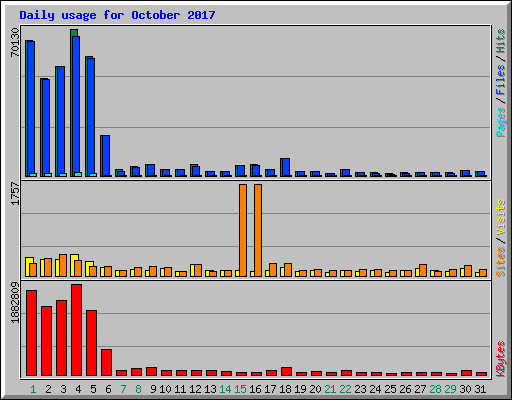 Daily usage for October 2017
70130
Pages/Files/Hits
1757
Sites/Visits
1882809
KBytes
1 2 3 4 5 6 7 8 9 10 11 12 13 14 15 16 17 18 19 20 21 22 23 24 25 26 27 28 29 30 31